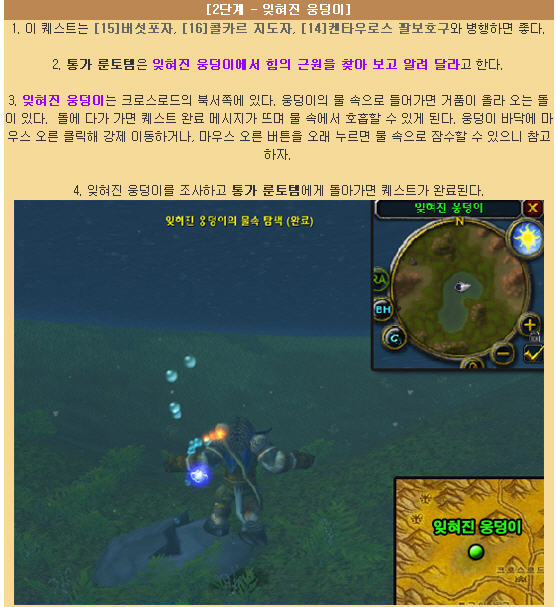 [2단계 - 잊혀진 웅덩이]
1. 이 퀘스트는 [15]버섯포자, [16]콜카르 지도자, [14]켄타우로스 팔보호구와 병행하면 좋다.
2. 통가 룬토템은 잊혀진 웅덩이에서 힘의 근원을 찾아 보고 알려 달라고 한다.
3. 잊혀진 웅덩이는 크로스로드의 북서쪽에 있다. 웅덩이의 물 속으로 들어가면 거품이 올라 오는 돌
이 있다. 돌에 다가 가면 퀘스트 완료 메시지가 뜨며 물 속에서 호흡할 수 있게 된다. 웅덩이 바닥에 마
우스 오른 클릭해 강제 이동하거나, 마우스 오른 버튼을 오래 누르면 물 속으로 잠수할 수 있으니 참고
하자.
4. 잊혀진 웅덩이를 조사하고 통가 룬토템에게 돌아가면 퀘스트가 완료된다.
잊혀진 웅덩이의 물속 탐색 (완료)
잊혀진 웅덩이
N
RA
BH
G
잊혀진 웅덩이
크로스로드